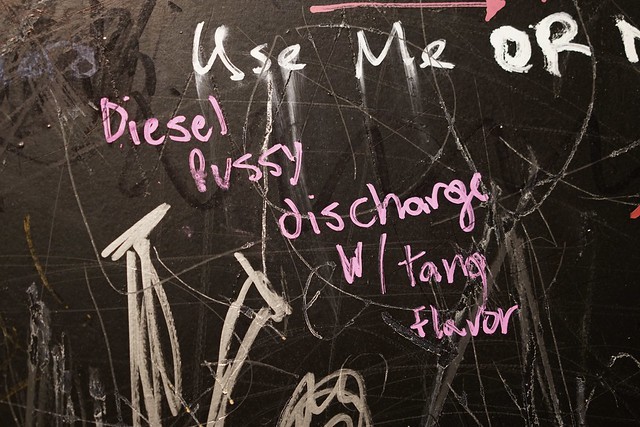 Use Me OR
Diesel
Pussy
discharge
W/ tang
flavor